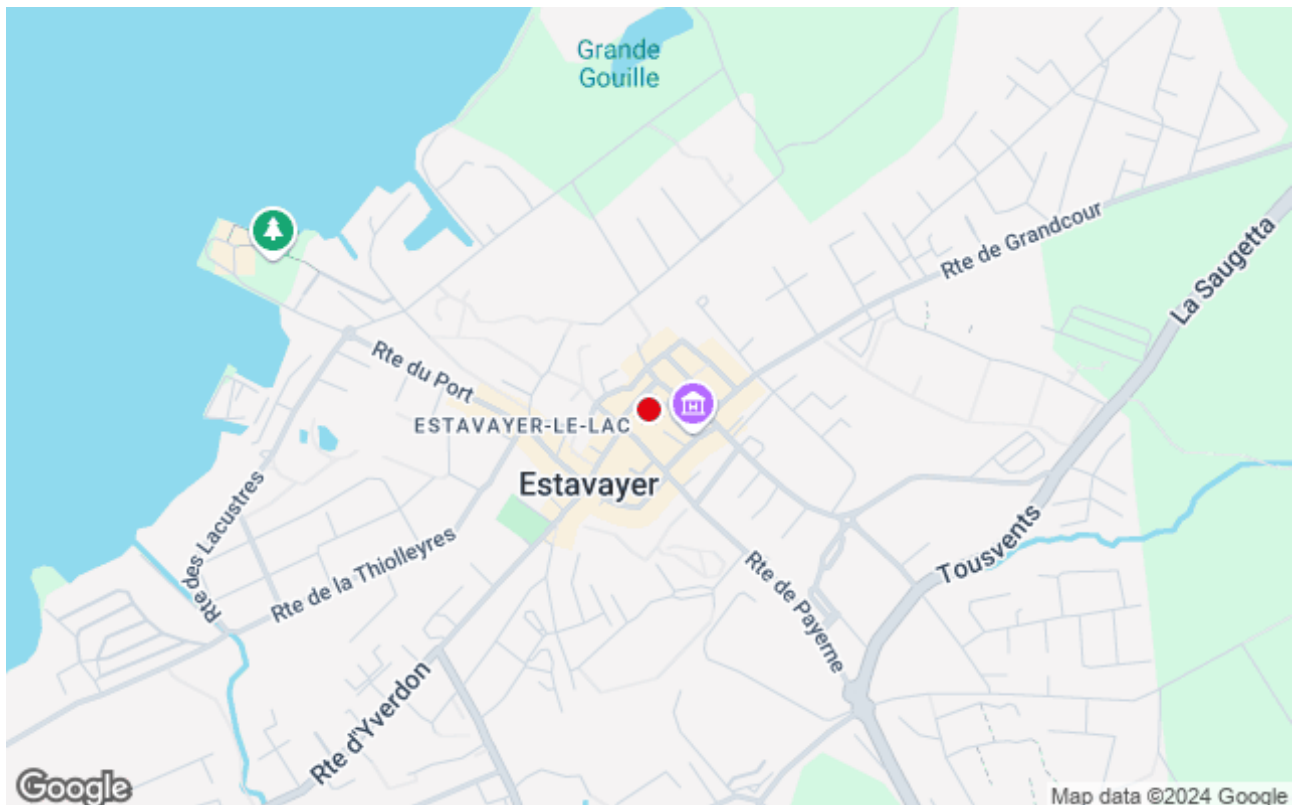 Grande
Gouille
Rte de Grandcour
La Saugetta
Rte du Port
ESTAVAYER-LE-LAC
H
Estavayer
Rte des Lacustres
Rte de la Thiolleyres
Tousvents
Rte de Payerne
Rte d'Yverdon
Google
Map data ©2024 Google